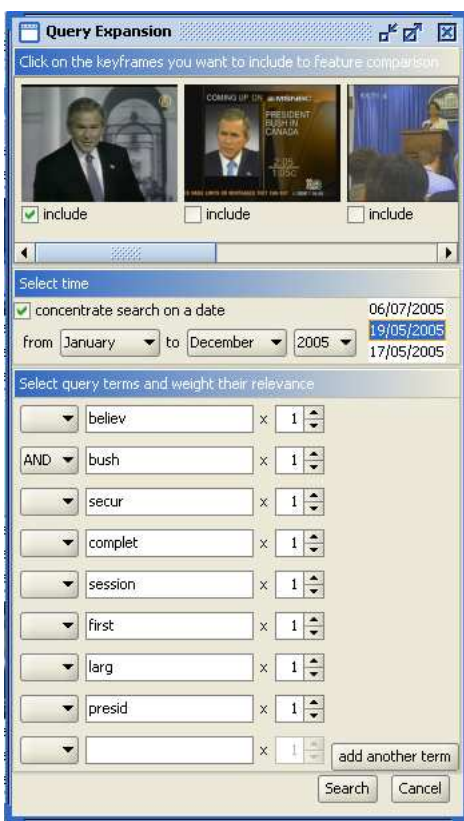 Query Expansion
Click on the keyframes you want to include to feature comparison
COMING UP ON MSNBC
PRESIDENT
BUSH IN
CANADA
2:05
include include include
Select time
concentrate search on a date
06/07/2005
19/05/2005
17/05/2005
from January to December 2005
Select query terms and weight their relevance
believ x 1
AND bush x 1
secur x 1
complet x 1
session x 1
first x 1
larg x 1
presid x 1
x 1
add another term
Search Cancel